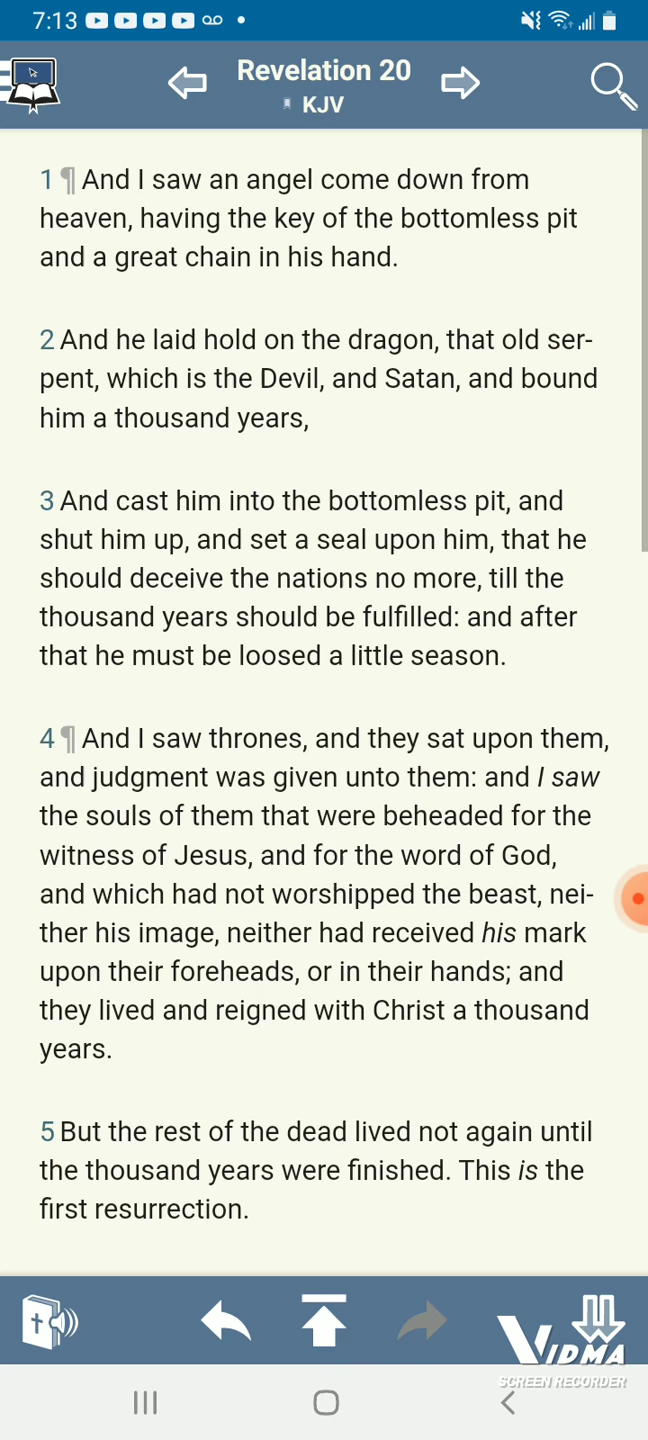 7:13
Revelation 20
KJV
1 ¶ And I saw an angel come down from
heaven, having the key of the bottomless pit
and a great chain in his hand.
2 And he laid hold on the dragon, that old ser-
pent, which is the Devil, and Satan, and bound
him a thousand years,
3 And cast him into the bottomless pit, and
shut him up, and set a seal upon him, that he
should deceive the nations no more, till the
thousand years should be fulfilled: and after
that he must be loosed a little season.
4 ¶ And I saw thrones, and they sat upon them,
and judgment was given unto them: and I saw
the souls of them that were beheaded for the
witness of Jesus, and for the word of God,
and which had not worshipped the beast, nei-
ther his image, neither had received his mark
upon their foreheads, or in their hands; and
they lived and reigned with Christ a thousand
years.
5 But the rest of the dead lived not again until
the thousand years were finished. This is the
first resurrection.
VIDMA
SCREEN RECORDER